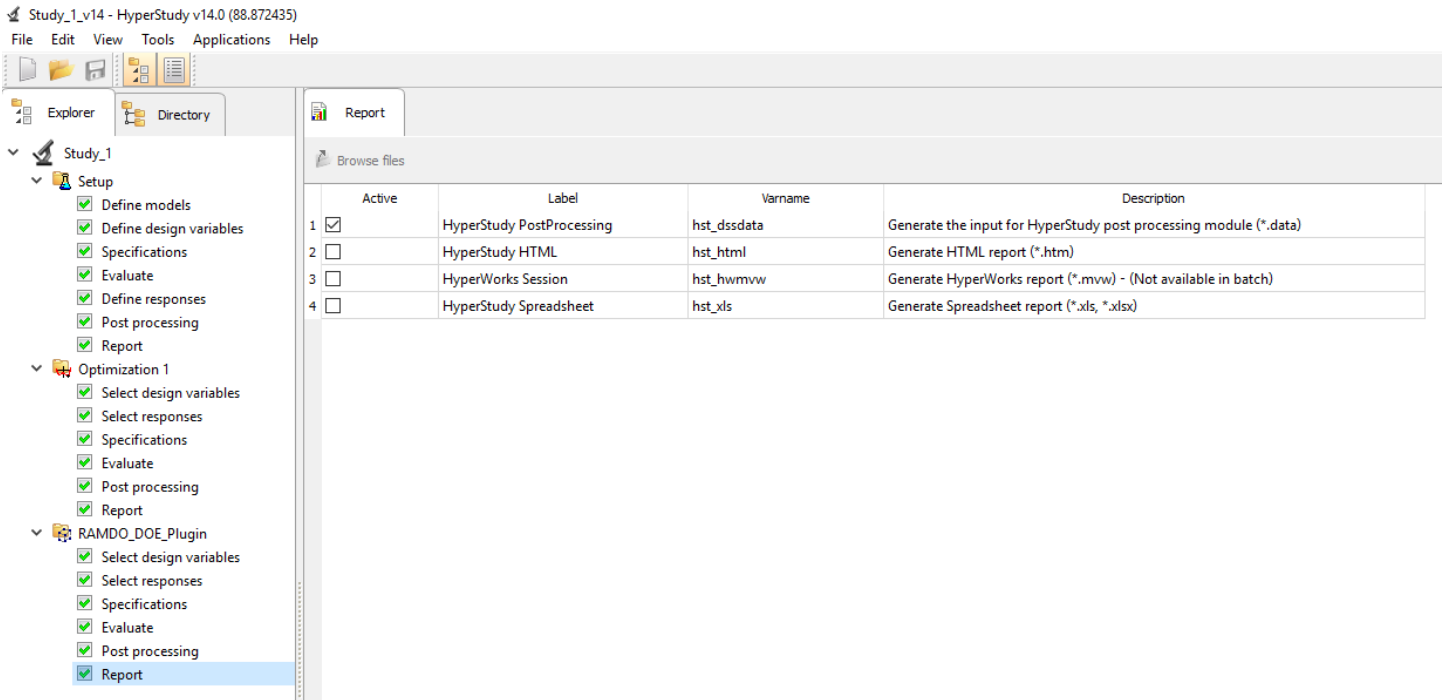 Study_1_v14 - HyperStudy v14.0 (88.872435)
File Edit View Tools Applications Help
Explorer Directory
Study_1
Setup
Define models
Define design variables
Specifications
Evaluate
Define responses
Post processing
Report
Optimization 1
Select design variables
Select responses
Specifications
Evaluate
Post processing
Report
RAMDO_DOE_Plugin
Select design variables
Select responses
Specifications
Evaluate
Post processing
Report
Report
Browse files
Active Label Varname Description
1 HyperStudy PostProcessing hst_dssdata Generate the input for HyperStudy post processing module (*.data)
2 HyperStudy HTML hst_html Generate HTML report (*.htm)
3 HyperWorks Session hst_hwmvw Generate HyperWorks report (*.mvw) - (Not available in batch)
4 HyperStudy Spreadsheet hst_xls Generate Spreadsheet report (*.xls, *.xlsx)